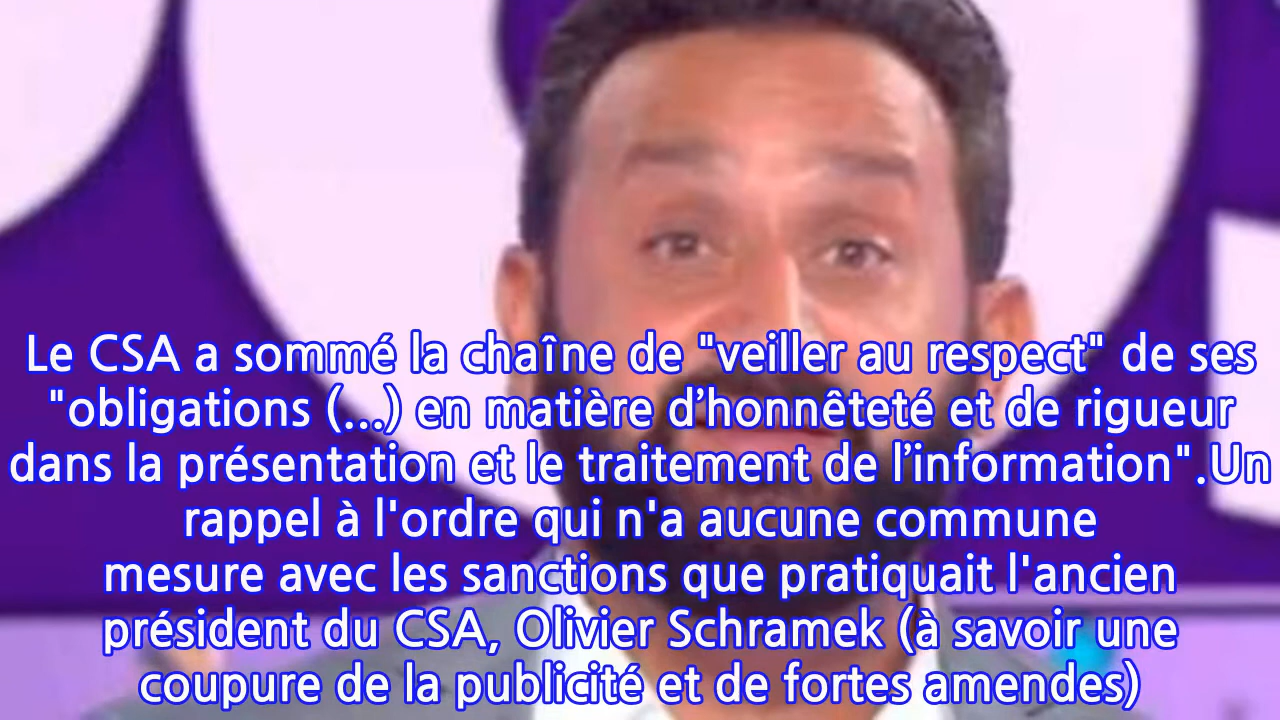 Le CSA a sommé la chaîne de "veiller au respect" de ses
"obligations (...) en matière d’honnêteté et de rigueur
dans la présentation et le traitement de l’information".Un
rappel à l'ordre qui n'a aucune commune
mesure avec les sanctions que pratiquait l'ancien
président du CSA, Olivier Schramek (à savoir une
coupure de la publicité et de fortes amendes)